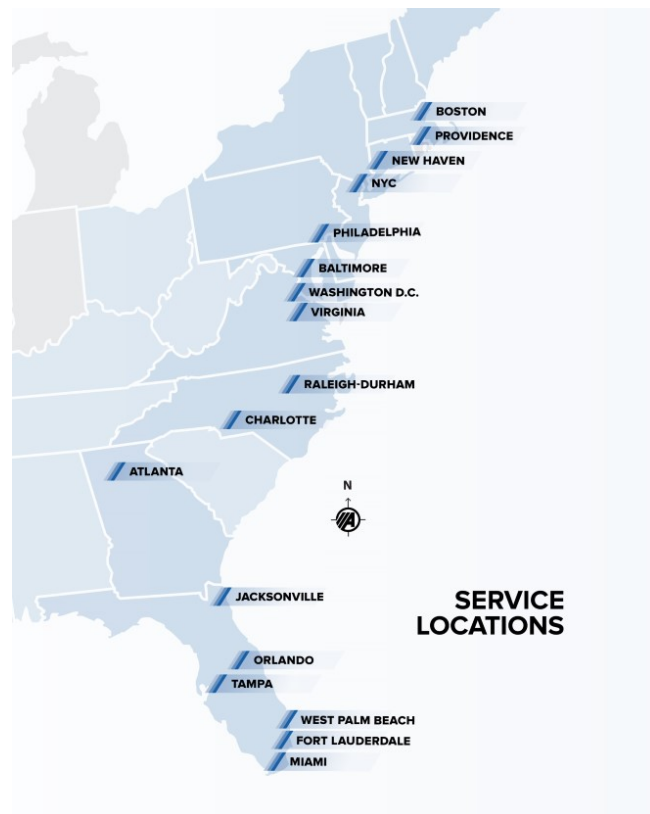 BOSTON
PROVIDENCE
NEW HAVEN
NYC
PHILADELPHIA
BALTIMORE
WASHINGTON D.C.
VIRGINIA
RALEIGH-DURHAM
CHARLOTTE
ATLANTA
N
JACKSONVILLE
SERVICE
LOCATIONS
ORLANDO
TAMPA
WEST PALM BEACH
FORT LAUDERDALE
MIAMI